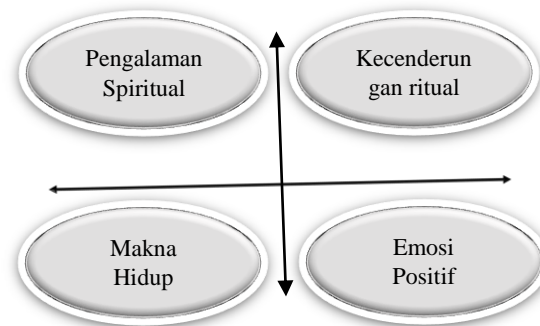 Pengalaman
Spiritual
Kecenderun
gan ritual
Makna
Hidup
Emosi
Positif